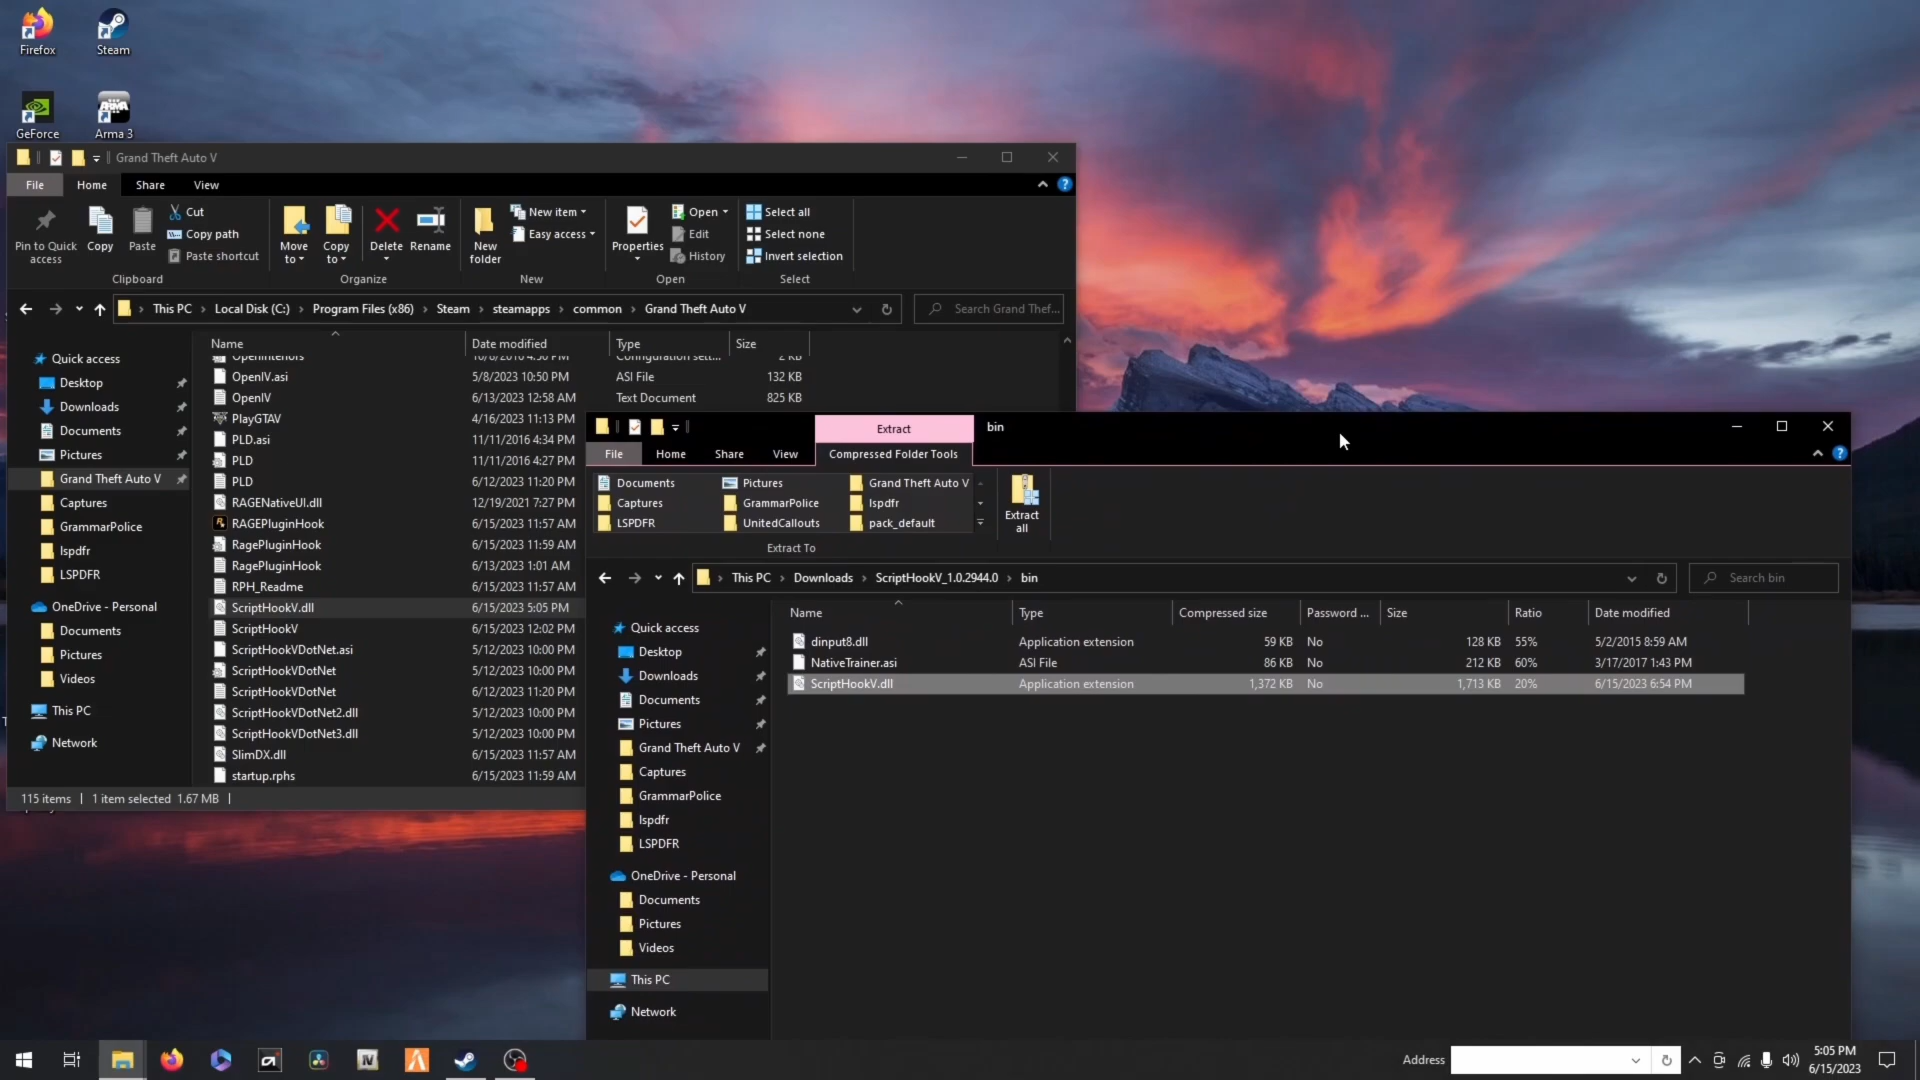 Firefox
Steam
GeForce
Arma 3
Grand Theft Auto V
File
Home
Share
View
Pin to Quick access
Copy
Paste
Cut
Copy path
Paste shortcut
Clipboard
Move to
Copy to
Delete
Rename
Organize
New folder
New item
Easy access
New
Properties
Open
Edit
History
Open
Select all
Select none
Invert selection
Select
This PC > Local Disk (C:) > Program Files (x86) > Steam > steamapps > common > Grand Theft Auto V
Search Grand Thef...
Quick access
Desktop
Downloads
Documents
Pictures
Grand Theft Auto V
Captures
GrammarPolice
lspdfr
LSPDFR
OneDrive - Personal
Documents
Pictures
Videos
This PC
Network
Name Date modified Type Size
OpenInteriors 10/8/2016 4:50 PM Configuration sett... 2 KB
OpenIV.asi 5/8/2023 10:50 PM ASI File 132 KB
OpenIV 6/13/2023 12:58 AM Text Document 825 KB
PlayGTAV 4/16/2023 11:13 PM
PLD.asi 11/11/2016 4:34 PM
PLD 11/11/2016 4:27 PM
PLD 6/12/2023 11:20 PM
RAGENativeUI.dll 12/19/2021 7:27 PM
RAGEPluginHook 6/15/2023 11:57 AM
RagePluginHook 6/15/2023 11:59 AM
RagePluginHook 6/13/2023 1:01 AM
RPH_Readme 6/15/2023 11:57 AM
ScriptHookV.dll 6/15/2023 5:05 PM
ScriptHookV 6/15/2023 12:02 PM
ScriptHookVDotNet.asi 5/12/2023 10:00 PM
ScriptHookVDotNet 5/12/2023 10:00 PM
ScriptHookVDotNet 6/12/2023 11:20 PM
ScriptHookVDotNet2.dll 5/12/2023 10:00 PM
ScriptHookVDotNet3.dll 5/12/2023 10:00 PM
SlimDX.dll 6/15/2023 11:57 AM
startup.rphs 6/15/2023 11:59 AM
115 items 1 item selected 1.67 MB
Extract
bin
File
Home
Share
View
Compressed Folder Tools
Documents Pictures Grand Theft Auto V
Captures GrammarPolice lspdfr
LSPDFR UnitedCallouts pack_default
Extract To
Extract all
This PC > Downloads > ScriptHookV_1.0.2944.0 > bin
Search bin
Quick access
Desktop
Downloads
Documents
Pictures
Grand Theft Auto V
Captures
GrammarPolice
lspdfr
LSPDFR
OneDrive - Personal
Documents
Pictures
Videos
This PC
Network
Name Type Compressed size Password ... Size Ratio Date modified
dinput8.dll Application extension 59 KB No 128 KB 55% 5/2/2015 8:59 AM
NativeTrainer.asi ASI File 86 KB No 212 KB 60% 3/17/2017 1:43 PM
ScriptHookV.dll Application extension 1,372 KB No 1,713 KB 20% 6/15/2023 6:54 PM
Address
5:05 PM
6/15/2023